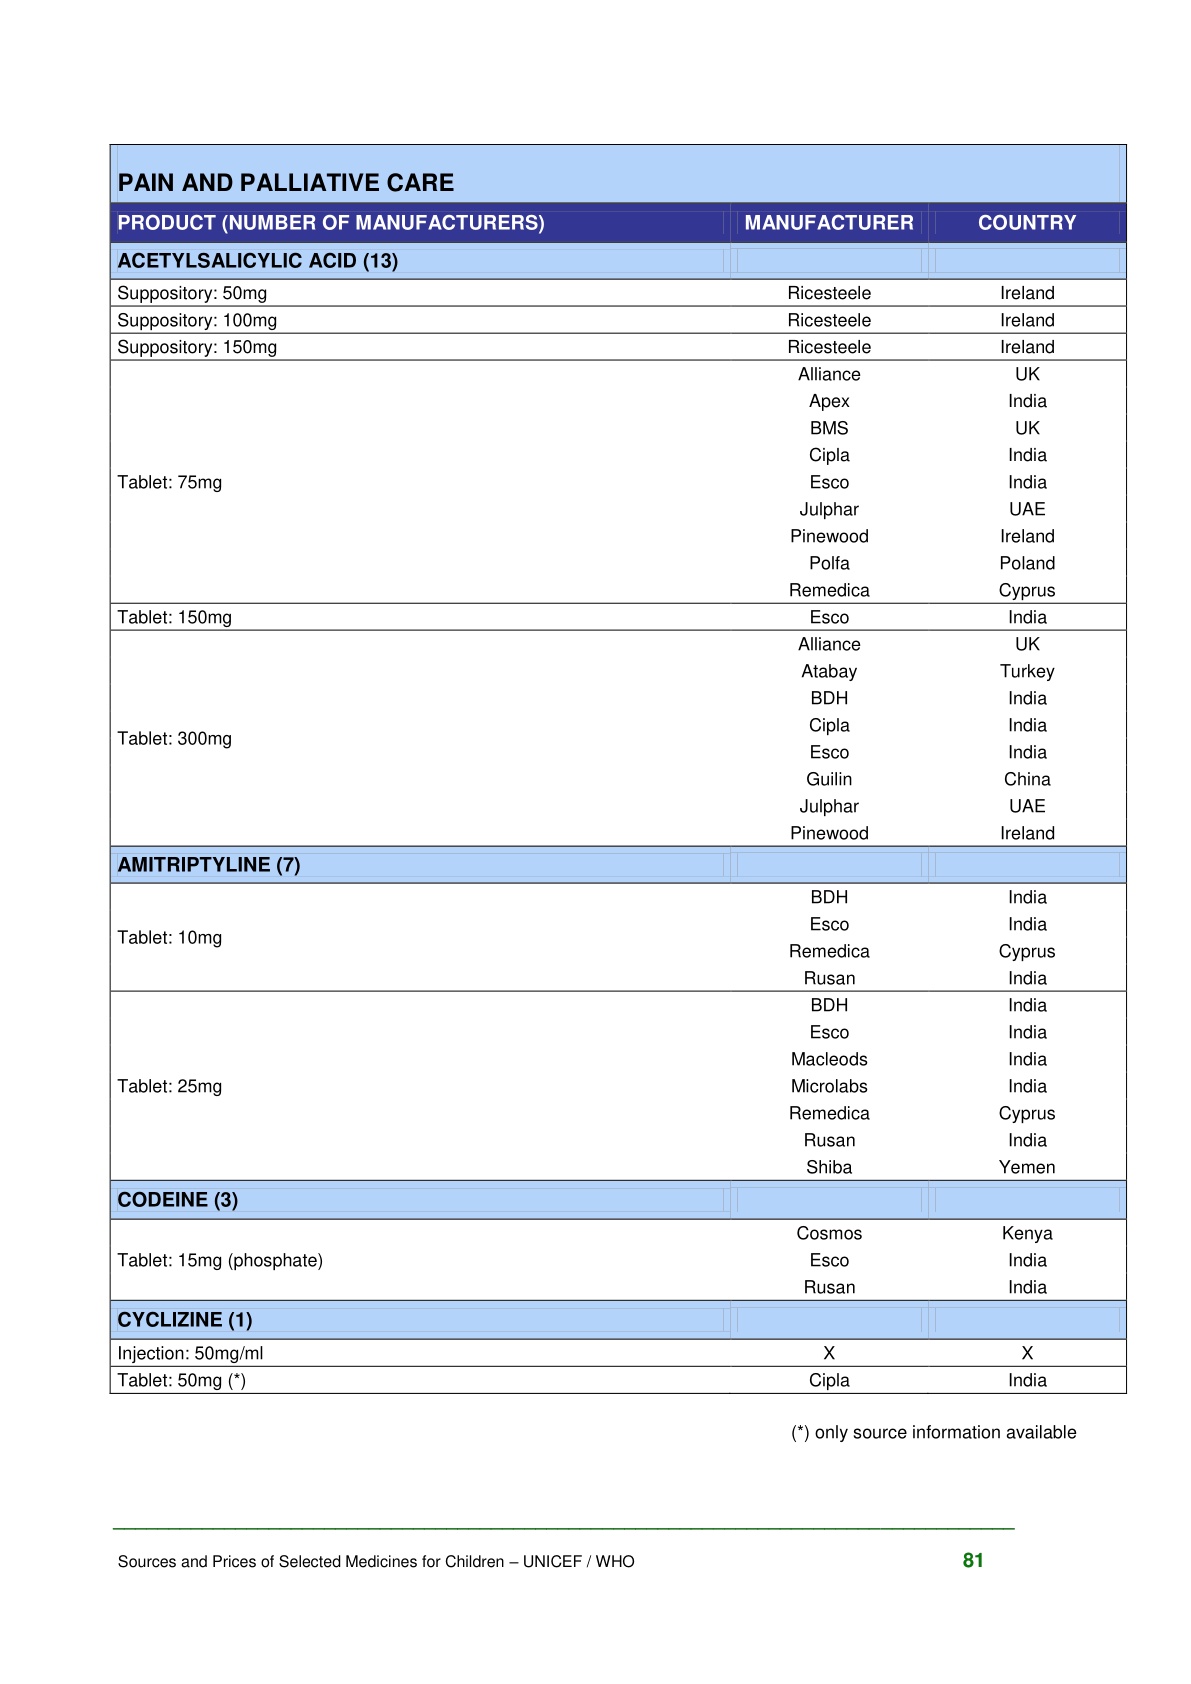 PAIN AND PALLIATIVE CARE
PRODUCT (NUMBER OF MANUFACTURERS) MANUFACTURER COUNTRY
ACETYLSALICYLIC ACID (13)
Suppository: 50mg Ricesteele Ireland
Suppository: 100mg Ricesteele Ireland
Suppository: 150mg Ricesteele Ireland
Alliance UK
Apex India
BMS UK
Cipla India
Tablet: 75mg Esco India
Julphar UAE
Pinewood Ireland
Polfa Poland
Remedica Cyprus
Tablet: 150mg Esco India
Alliance UK
Atabay Turkey
BDH India
Cipla India
Tablet: 300mg
Esco India
Guilin China
Julphar UAE
Pinewood Ireland
AMITRIPTYLINE (7)
BDH India
Esco India
Tablet: 10mg
Remedica Cyprus
Rusan India
BDH India
Esco India
Macleods India
Tablet: 25mg Microlabs India
Remedica Cyprus
Rusan India
Shiba Yemen
CODEINE (3)
Cosmos Kenya
Tablet: 15mg (phosphate) Esco India
Rusan India
CYCLIZINE (1)
Injection: 50mg/ml X X
Tablet: 50mg (*) Cipla India
(*) only source information available
Sources and Prices of Selected Medicines for Children – UNICEF / WHO 81